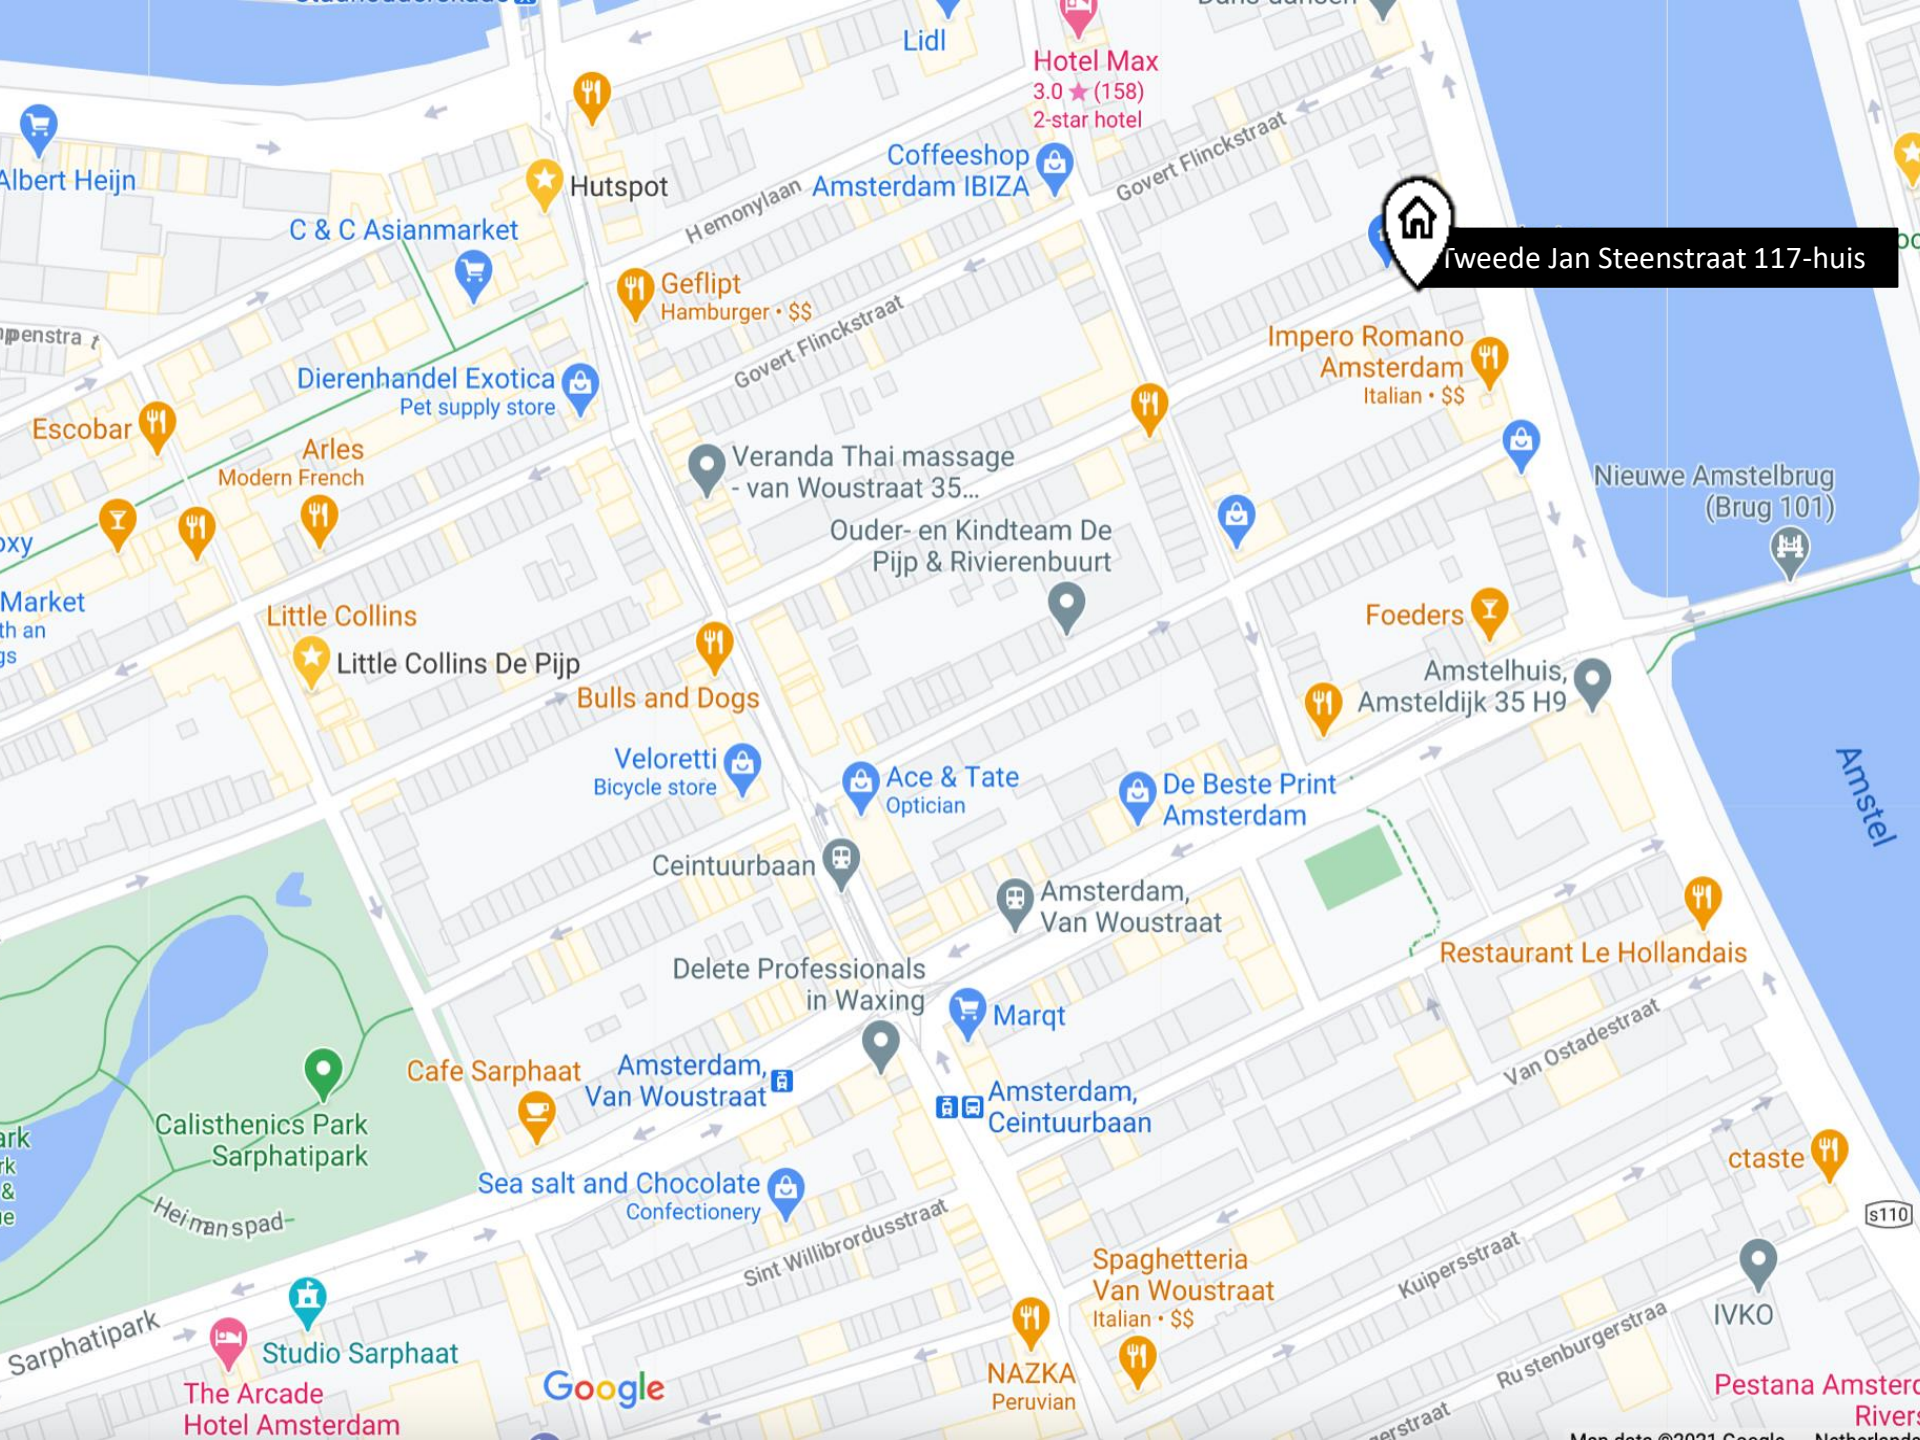 Lidl
Hotel Max
3.0 ★ (158)
2-star hotel
Albert Heijn
Coffeeshop
Amsterdam IBIZA
Govert Flinckstraat
Hutspot
Hemonylaan
C & C Asianmarket
Tweede Jan Steenstraat 117-huis
Geflipt
Hamburger • $$
Govert Flinckstraat
Impero Romano
Amsterdam
Italian • $$
Dierenhandel Exotica
Pet supply store
Escobar
Arles
Modern French
Veranda Thai massage
- van Woustraat 35...
Nieuwe Amstelbrug
(Brug 101)
Ouder- en Kindteam De
Pijp & Rivierenbuurt
Market
Little Collins
Little Collins De Pijp
Foeders
Bulls and Dogs
Amstelhuis,
Amsteldijk 35 H9
Veloretti
Bicycle store
Ace & Tate
Optician
De Beste Print
Amsterdam
Amstel
Ceintuurbaan
Amsterdam,
Van Woustraat
Restaurant Le Hollandais
Delete Professionals
in Waxing
Marqt
Van Ostadestraat
Cafe Sarphaat
Amsterdam,
Van Woustraat
Amsterdam,
Ceintuurbaan
Calisthenics Park
Sarphatipark
Heimanspad
ctaste
s110
Sea salt and Chocolate
Confectionery
Sint Willibrordusstraat
Spaghetteria
Van Woustraat
Italian • $$
Kuipersstraat
IVKO
Rustenburgerstraa
Sarphatipark
Studio Sarphaat
The Arcade
Hotel Amsterdam
Google
NAZKA
Peruvian
Pestana Amster
Rivers